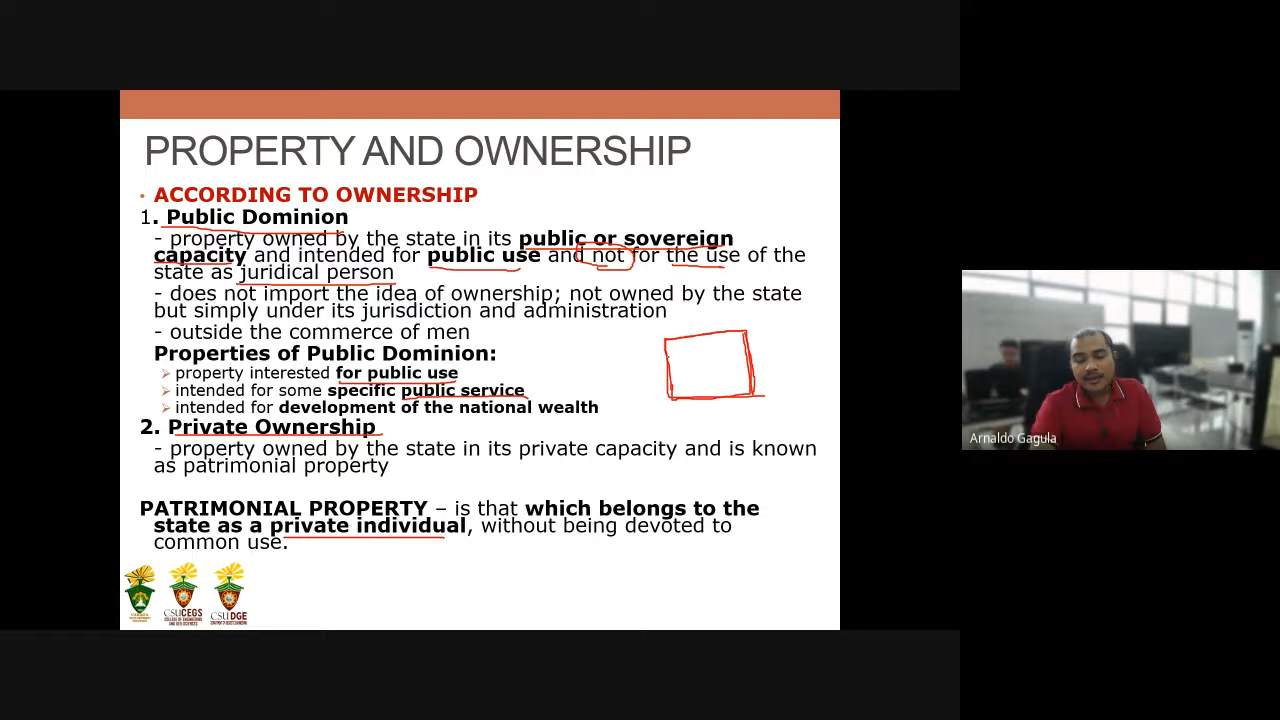 PROPERTY AND OWNERSHIP
• ACCORDING TO OWNERSHIP
1. Public Dominion
- property owned by the state in its public or sovereign
capacity and intended for public use and not for the use of the
state as juridical person
- does not import the idea of ownership; not owned by the state
but simply under its jurisdiction and administration
- outside the commerce of men
Properties of Public Dominion:
➢ property interested for public use
➢ intended for some specific public service
➢ intended for development of the national wealth
2. Private Ownership
- property owned by the state in its private capacity and is known
as patrimonial property
PATRIMONIAL PROPERTY – is that which belongs to the
state as a private individual, without being devoted to
common use.
CSUCEGS
CSUDGE
Arnaldo Gagula